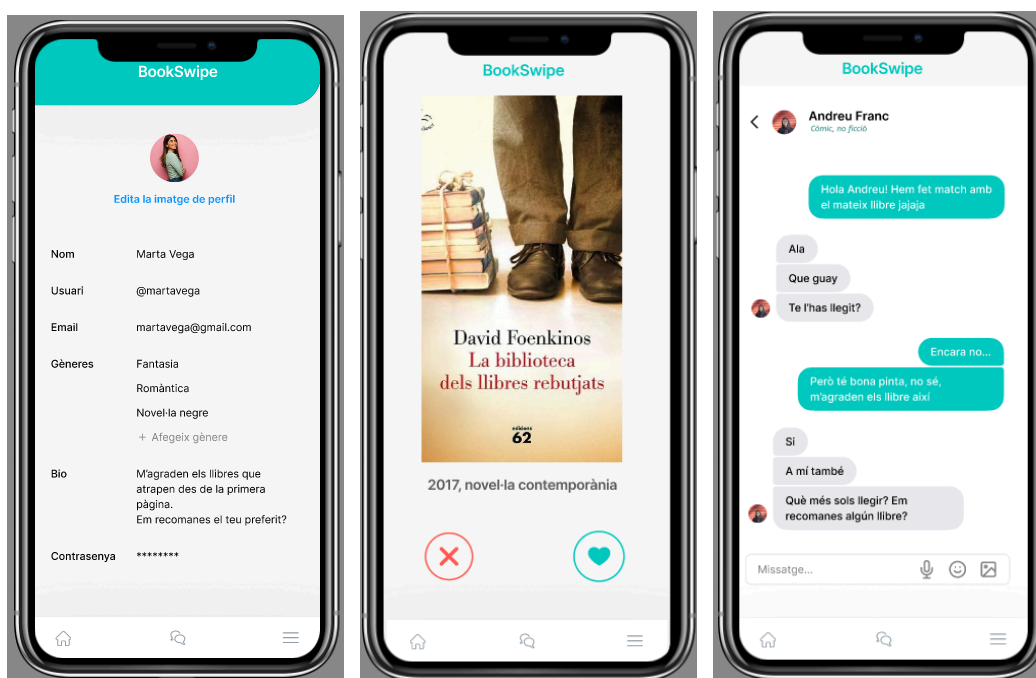 BookSwipe
Edita la imatge de perfil
Nom Marta Vega
Usuari @martavega
Email martavega@gmail.com
Gèneres Fantasia
Romàntica
Novel·la negre
+ Afegeix gènere
Bio M'agraden els llibres que
atrapen des de la primera
pàgina.
Em recomanes el teu preferit?
Contrasenya ********
BookSwipe
David Foenkinos
La biblioteca
dels llibres rebutjats
edicions
62
2017, novel·la contemporània
BookSwipe
Andreu Franc
Còmic, no ficció
Hola Andreu! Hem fet match amb
el mateix llibre jajaja
Ala
Que guay
Te l'has llegit?
Encara no...
Però té bona pinta, no sé,
m'agraden els llibre així
Si
A mí també
Què més sols llegir? Em
recomanes algún llibre?
Missatge...